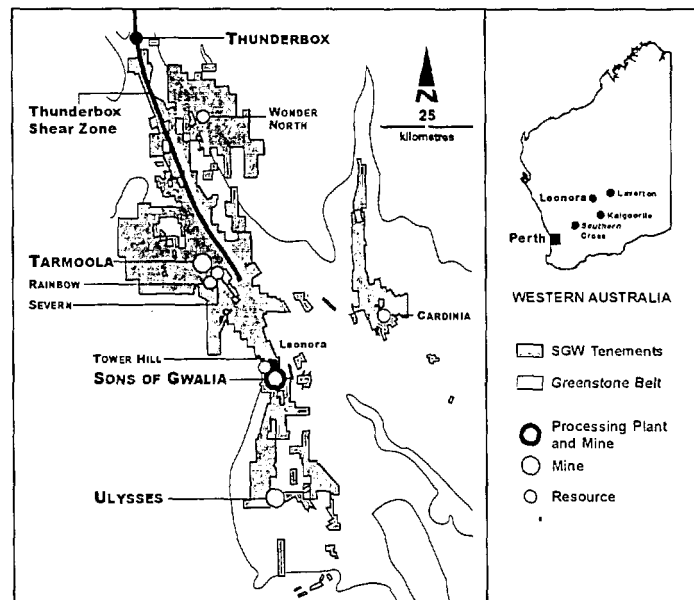 THUNDERBOX
Thunderbox
Shear Zone
WONDER
NORTH
N
25
kilometres
TARMOOLA
RAINBOW
SEVERN
CARDINIA
TOWER HILL
Leonora
SONS OF GWALIA
ULYSSES
Leonora
Laverton
Kalgoorlie
Southern
Cross
Perth
WESTERN AUSTRALIA
SGW Tenements
Greenstone Belt
Processing Plant
and Mine
Mine
Resource